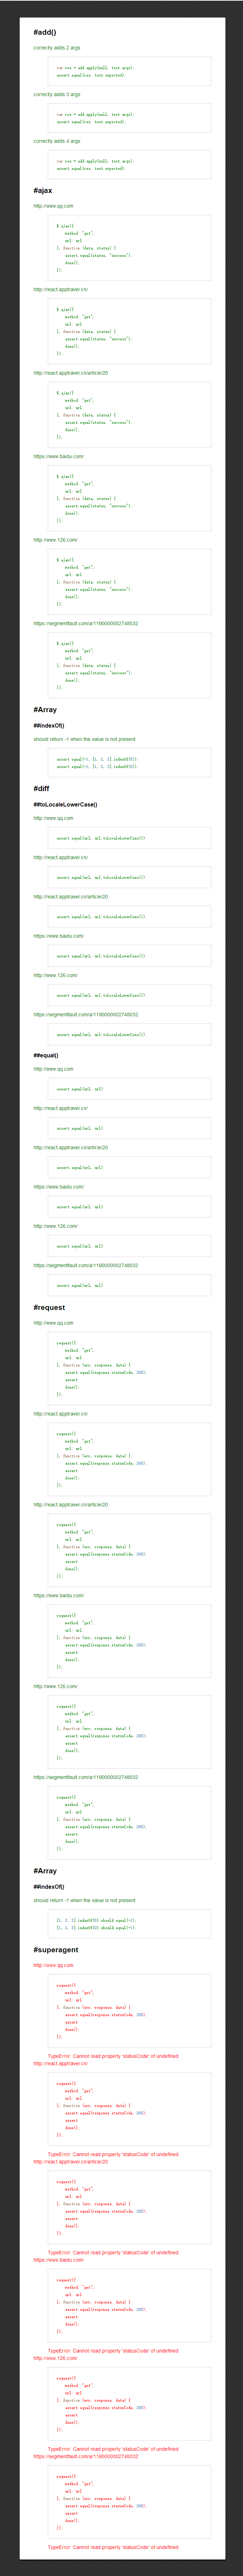 #add()
correctly adds 2 args
var res = add.apply(null, test.args);
assert.equal(res, test.expected);
correctly adds 3 args
var res = add.apply(null, test.args);
assert.equal(res, test.expected);
correctly adds 4 args
var res = add.apply(null, test.args);
assert.equal(res, test.expected);
#ajax
http://www.qq.com
$.ajax({
method: "get",
url: url
}, function (data, status) {
assert.equal(status, "success");
done();
});
http://react.apptravel.cn/
$.ajax({
method: "get",
url: url
}, function (data, status) {
assert.equal(status, "success");
done();
});
http://react.apptravel.cn/article/20
$.ajax({
method: "get",
url: url
}, function (data, status) {
assert.equal(status, "success");
done();
});
https://www.baidu.com/
$.ajax({
method: "get",
url: url
}, function (data, status) {
assert.equal(status, "success");
done();
});
http://www.126.com/
$.ajax({
method: "get",
url: url
}, function (data, status) {
assert.equal(status, "success");
done();
});
https://segmentfault.com/a/1190000002748032
$.ajax({
method: "get",
url: url
}, function (data, status) {
assert.equal(status, "success");
done();
});
#Array
##indexOf()
should return -1 when the value is not present
assert.equal(-1, [1, 2, 3].indexOf(5));
assert.equal(-1, [1, 2, 3].indexOf(0));
#diff
##toLocaleLowerCase()
http://www.qq.com
assert.equal(url, url.toLocaleLowerCase())
http://react.apptravel.cn/
assert.equal(url, url.toLocaleLowerCase())
http://react.apptravel.cn/article/20
assert.equal(url, url.toLocaleLowerCase())
https://www.baidu.com/
assert.equal(url, url.toLocaleLowerCase())
http://www.126.com/
assert.equal(url, url.toLocaleLowerCase())
https://segmentfault.com/a/1190000002748032
assert.equal(url, url.toLocaleLowerCase())
##equal()
http://www.qq.com
assert.equal(url, url)
http://react.apptravel.cn/
assert.equal(url, url)
http://react.apptravel.cn/article/20
assert.equal(url, url)
https://www.baidu.com/
assert.equal(url, url)
http://www.126.com/
assert.equal(url, url)
https://segmentfault.com/a/1190000002748032
assert.equal(url, url)
#request
http://www.qq.com
request({
method: "get",
url: url
}, function (err, response, data) {
assert.equal(response.statusCode, 200);
assert
done();
});
http://react.apptravel.cn/
request({
method: "get",
url: url
}, function (err, response, data) {
assert.equal(response.statusCode, 200);
assert
done();
});
http://react.apptravel.cn/article/20
request({
method: "get",
url: url
}, function (err, response, data) {
assert.equal(response.statusCode, 200);
assert
done();
});
https://www.baidu.com/
request({
method: "get",
url: url
}, function (err, response, data) {
assert.equal(response.statusCode, 200);
assert
done();
});
http://www.126.com/
request({
method: "get",
url: url
}, function (err, response, data) {
assert.equal(response.statusCode, 200);
assert
done();
});
https://segmentfault.com/a/1190000002748032
request({
method: "get",
url: url
}, function (err, response, data) {
assert.equal(response.statusCode, 200);
assert
done();
});
#Array
##indexOf()
should return -1 when the value is not present
[1, 2, 3].indexOf(5).should.equal(-1);
[1, 2, 3].indexOf(0).should.equal(-1);
#superagent
http://www.qq.com
request({
method: "get",
url: url
}, function (err, response, data) {
assert.equal(response.statusCode, 200);
assert
done();
});
TypeError: Cannot read property 'statusCode' of undefined
http://react.apptravel.cn/
request({
method: "get",
url: url
}, function (err, response, data) {
assert.equal(response.statusCode, 200);
assert
done();
});
TypeError: Cannot read property 'statusCode' of undefined
http://react.apptravel.cn/article/20
request({
method: "get",
url: url
}, function (err, response, data) {
assert.equal(response.statusCode, 200);
assert
done();
});
TypeError: Cannot read property 'statusCode' of undefined
https://www.baidu.com/
request({
method: "get",
url: url
}, function (err, response, data) {
assert.equal(response.statusCode, 200);
assert
done();
});
TypeError: Cannot read property 'statusCode' of undefined
http://www.126.com/
request({
method: "get",
url: url
}, function (err, response, data) {
assert.equal(response.statusCode, 200);
assert
done();
});
TypeError: Cannot read property 'statusCode' of undefined
https://segmentfault.com/a/1190000002748032
request({
method: "get",
url: url
}, function (err, response, data) {
assert.equal(response.statusCode, 200);
assert
done();
});
TypeError: Cannot read property 'statusCode' of undefined